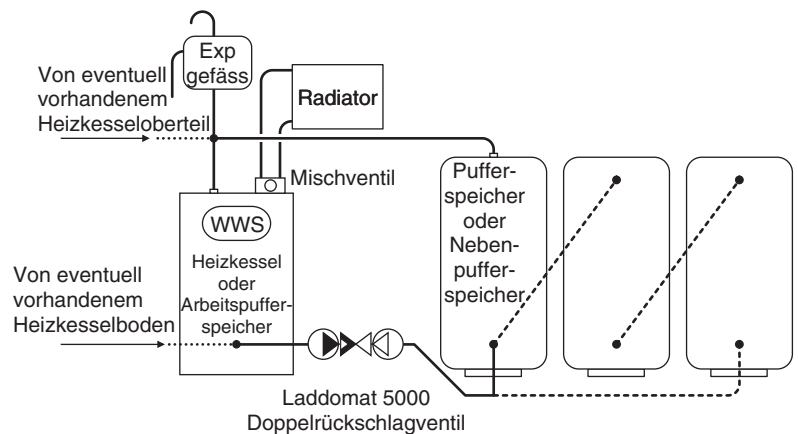 Exp
gefäss
Von eventuell
vorhandenem
Heizkesseloberteil
Radiator
Mischventil
WWS
Heizkessel
oder
Arbeitspuffer-
speicher
Puffer-
speicher
oder
Neben-
puffer-
speicher
Von eventuell
vorhandenem
Heizkesselboden
Laddomat 5000
Doppelrückschlagventil